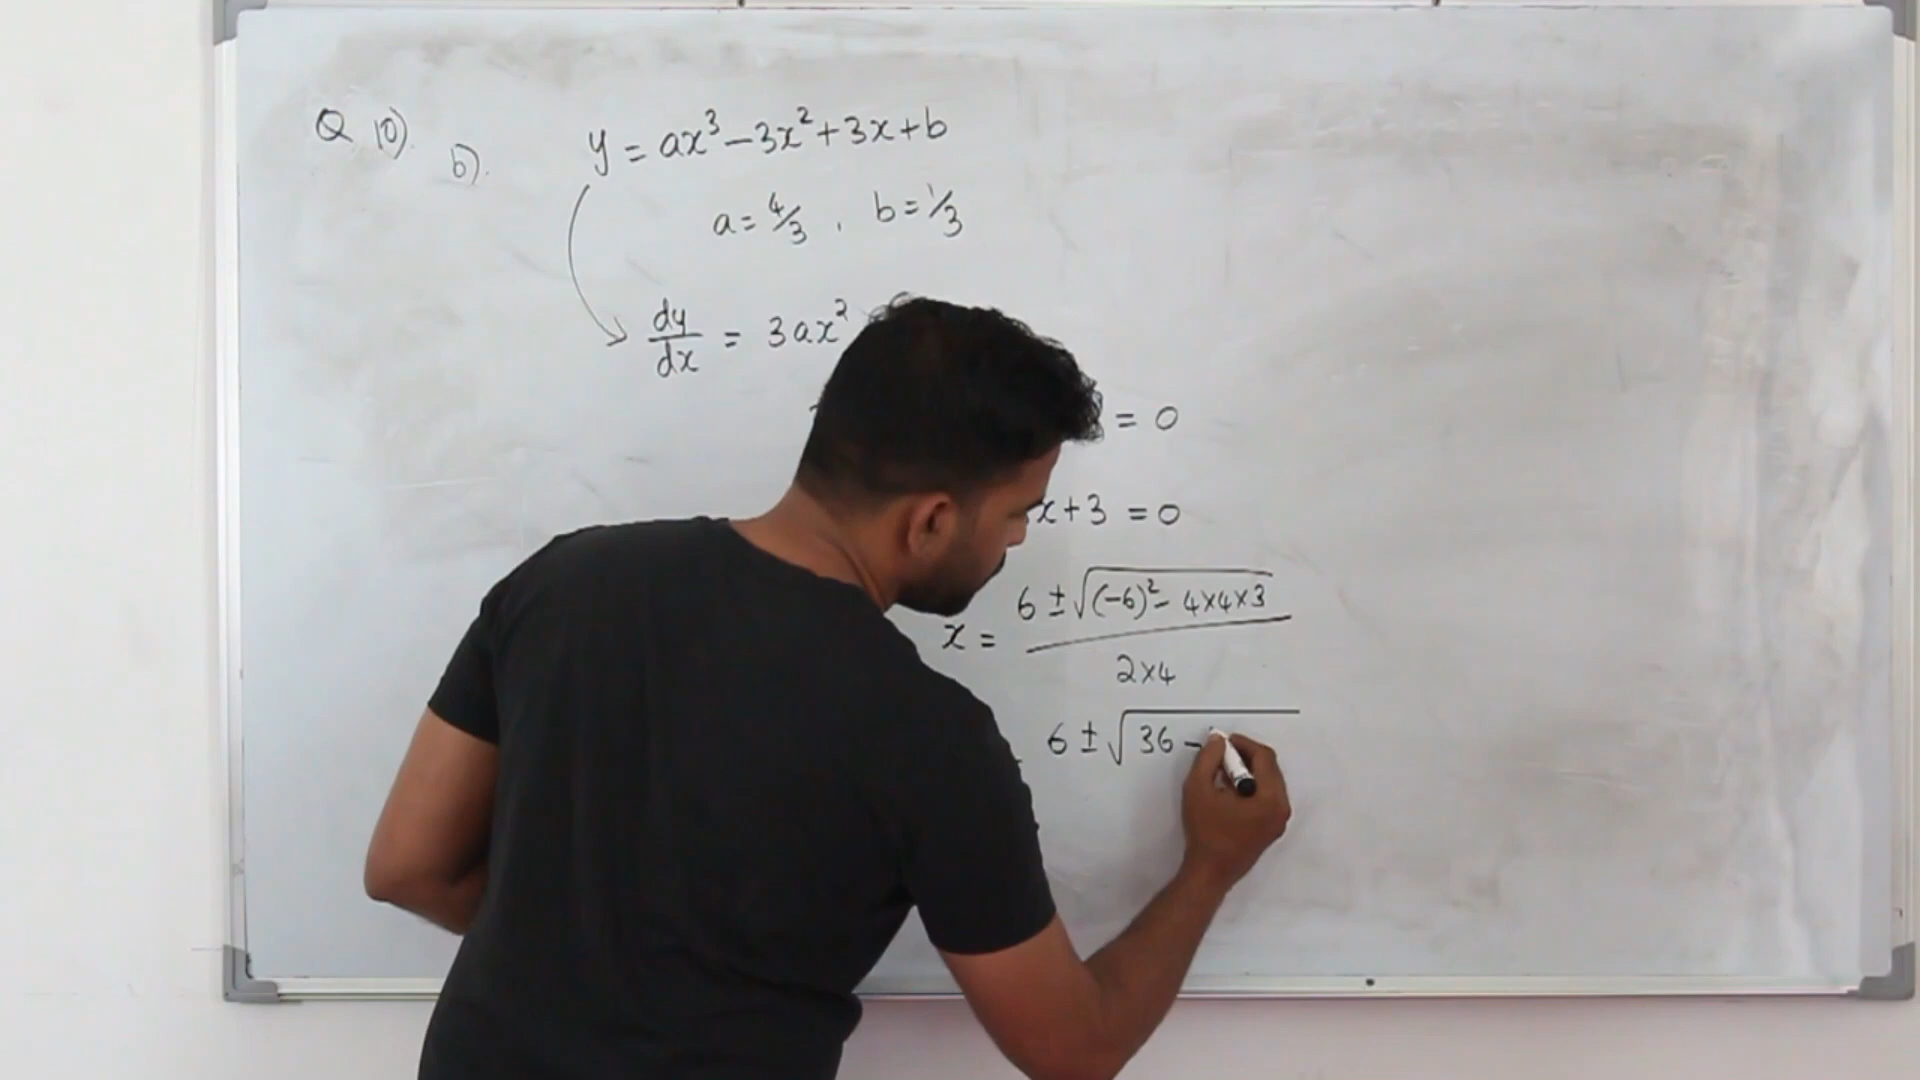 Q 10).
b). y = ax³ – 3x² + 3x + b
a = 4/3 , b = 1/3
dy/dx = 3ax²
= 0
x + 3 = 0
x = 6 ± √(-6)² - 4×4×3
2×4
6 ± √36 -